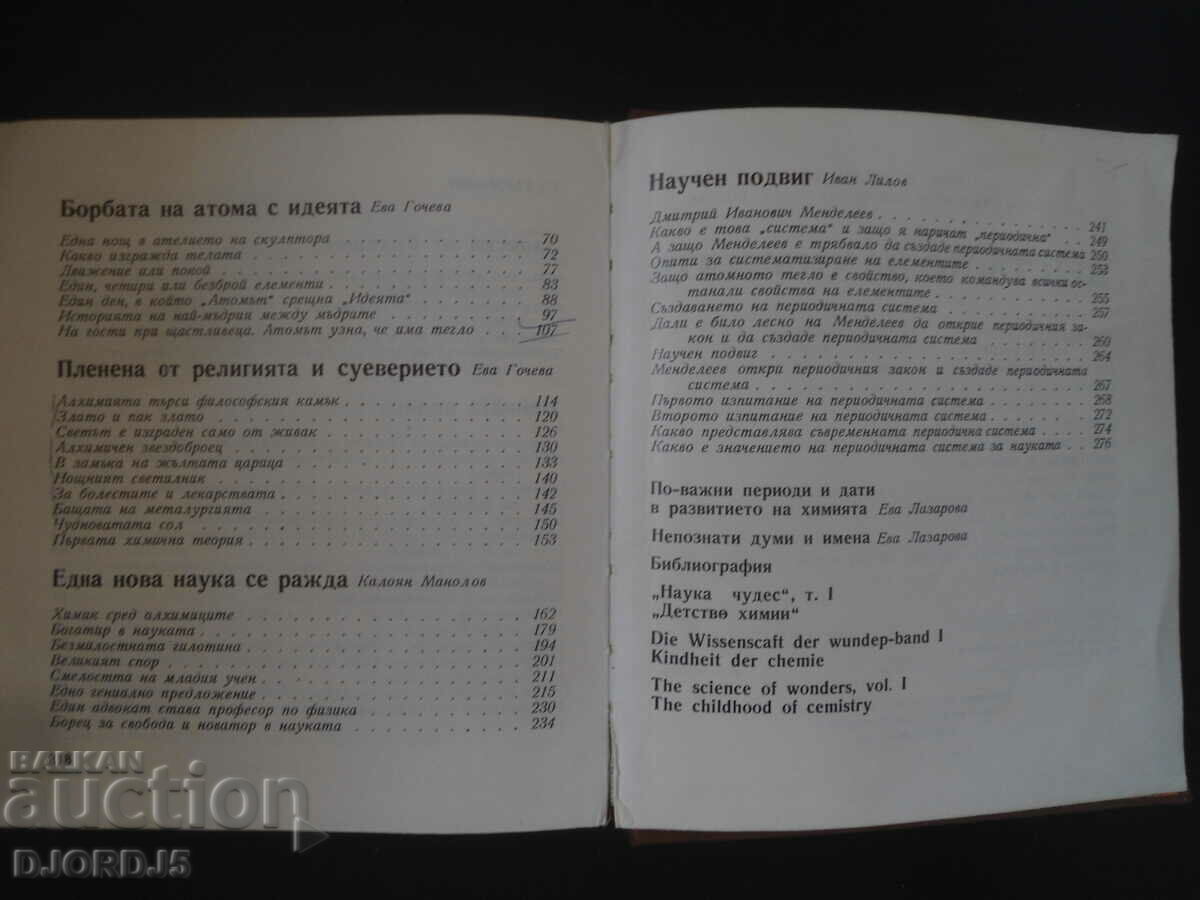 Борбата на атома с идеята Ева Гочева
Една нощ в ателието на скулптора 70
Какво изгражда телата 72
Движение или покой 77
Един, четири или безброй елементи 83
Един ден, в който „Атомът“ срещна „Идеята“ 88
Историята на най-мъдрия между мъдрите 97
На гости при щастливеца. Атомът узна, че има тегло 107
Пленена от религията и суеверието Ева Гочева
Алхимията търси философския камък 114
Злато и пак злато 120
Светът е изграден само от живак 126
Алхимичен звездоброец 130
В замъка на жълтата царица 133
Нощният светилник 140
За болестите и лекарствата 142
Бащата на металургията 145
Чудноватата сол 150
Първата химична теория 153
Една нова наука се ражда Калоян Манолов
Химик сред алхимиците 162
Богатир в науката 179
Безмилостната гилотина 194
Великият спор 201
Смелостта на младия учен 211
Едно гениално предложение 215
Един адвокат става професор по физика 230
Борец за свобода и новатор в науката 234
318
Научен подвиг Иван Лилов
Дмитрий Иванович Менделеев 241
Какво е това „система“ и защо я наричат „периодична“ 249
А защо Менделеев е трябвало да създаде периодичната система 250
Опити за систематизиране на елементите 253
Защо атомното тегло е свойство, което командува всички ос-
танали свойства на елементите 255
Създаването на периодичната система 257
Дали е било лесно на Менделеев да открие периодичния за-
кон и да създаде периодичната система 260
Научен подвиг 264
Менделеев откри периодичния закон и създаде периодичната
система 267
Първото изпитание на периодичната система 268
Второто изпитание на периодичната система 272
Какво представлява съвременната периодична система 274
Какво е значението на периодичната система за науката 276
По-важни периоди и дати
в развитието на химията Ева Лазарова
Непознати думи и имена Ева Лазарова
Библиография
„Наука чудес“, т. I
„Детство химии“
Die Wissenscaft der wundep-band I
Kindheit der chemie
The science of wonders, vol. I
The childhood of cemistry
BALKAN
auction
DJORDJ5